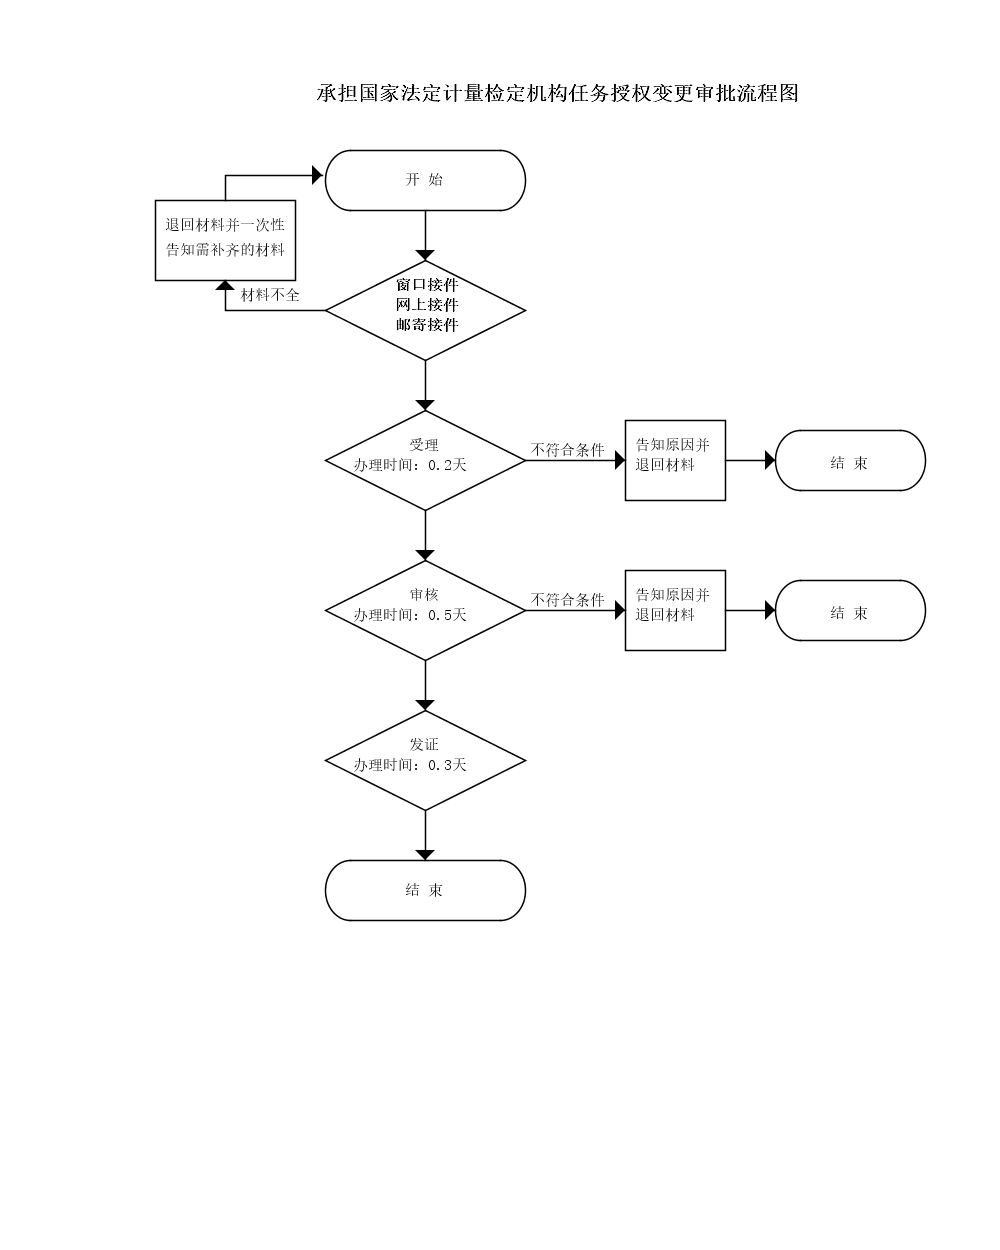 承担国家法定计量检定机构任务授权变更审批流程图
开 始
退回材料并一次性
告知需补齐的材料
材料不全
窗口接件
网上接件
邮寄接件
受理
办理时间：0.2天
不符合条件
告知原因并
退回材料
结 束
审核
办理时间：0.5天
不符合条件
告知原因并
退回材料
结 束
发证
办理时间：0.3天
结 束